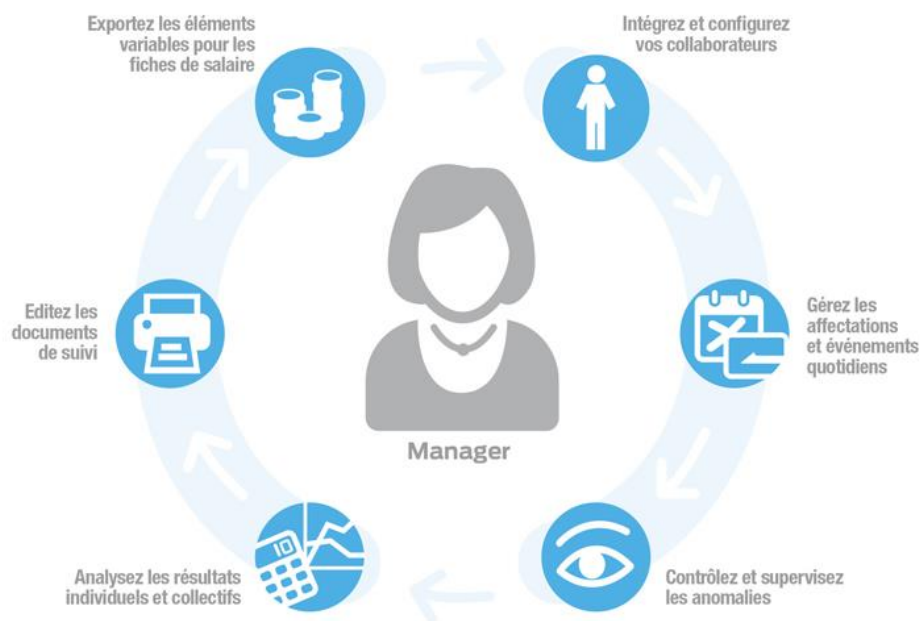 Exportez les éléments
variables pour les
fiches de salaire
Intégrez et configurez
vos collaborateurs
Gérez les
affectations
et événements
quotidiens
Contrôlez et supervisez
les anomalies
Analysez les résultats
individuels et collectifs
Editez les
documents
de suivi
Manager
10